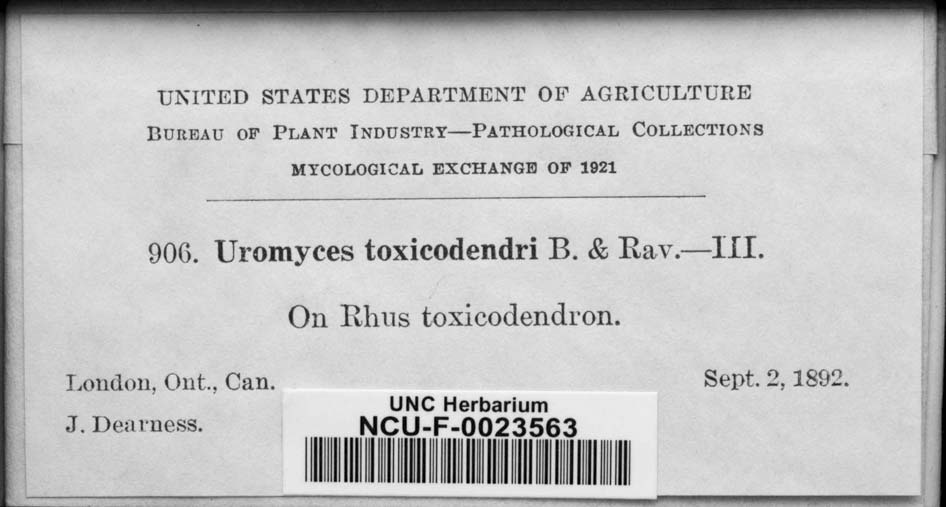 UNITED STATES DEPARTMENT OF AGRICULTURE
BUREAU OF PLANT INDUSTRY—PATHOLOGICAL COLLECTIONS
MYCOLOGICAL EXCHANGE OF 1921
906. Uromyces toxicodendri B. & Rav.—III.
On Rhus toxicodendron.
London, Ont., Can. Sept. 2, 1892.
J. Dearness.
UNC Herbarium
NCU-F-0023563